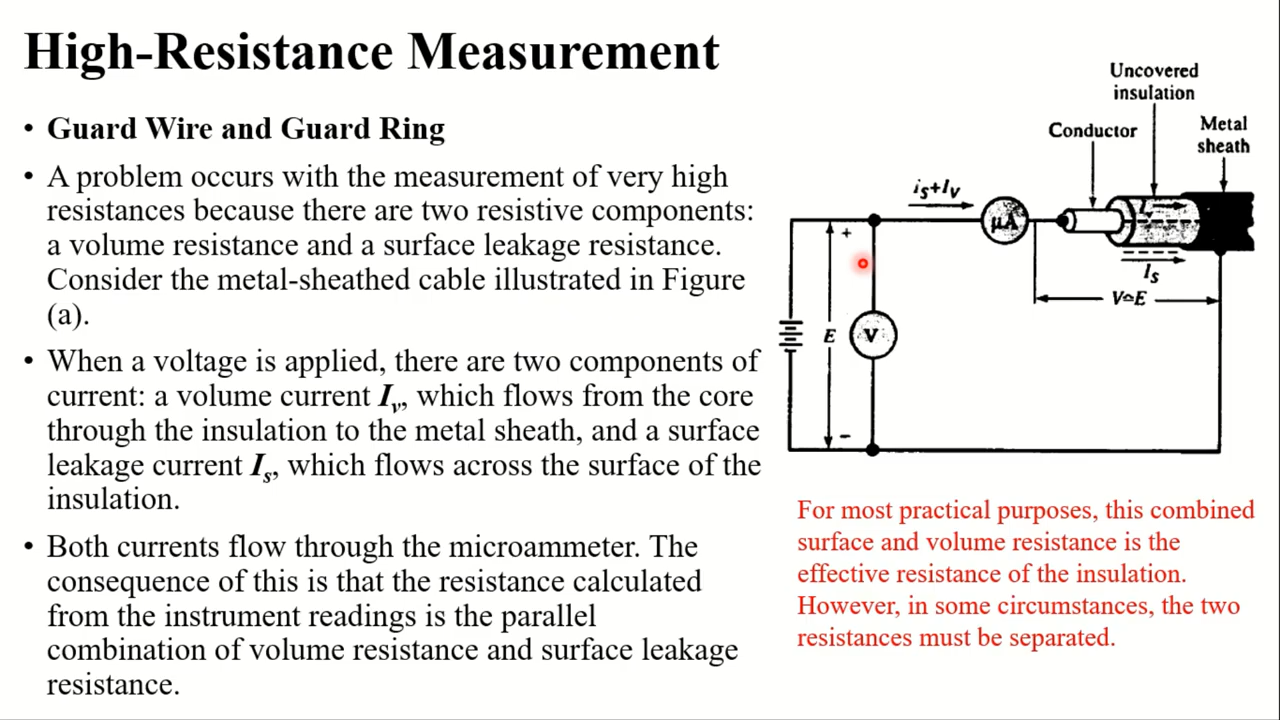 High-Resistance Measurement
• Guard Wire and Guard Ring
• A problem occurs with the measurement of very high
resistances because there are two resistive components:
a volume resistance and a surface leakage resistance.
Consider the metal-sheathed cable illustrated in Figure
(a).
• When a voltage is applied, there are two components of
current: a volume current Iv, which flows from the core
through the insulation to the metal sheath, and a surface
leakage current Is, which flows across the surface of the
insulation.
• Both currents flow through the microammeter. The
consequence of this is that the resistance calculated
from the instrument readings is the parallel
combination of volume resistance and surface leakage
resistance.
Uncovered
insulation
Conductor
Metal
sheath
is+Iv
μA
Is
V≃E
+
E
V
-
For most practical purposes, this combined
surface and volume resistance is the
effective resistance of the insulation.
However, in some circumstances, the two
resistances must be separated.